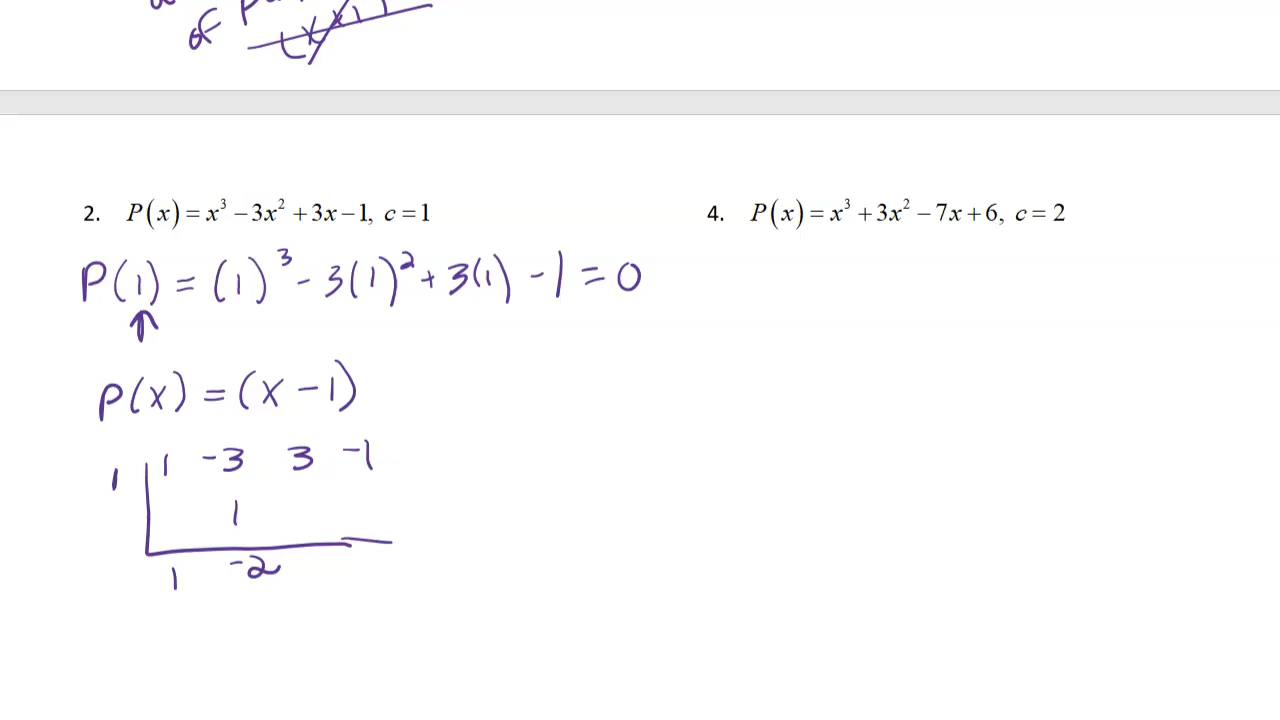 of
2. P(x) = x³ − 3x² + 3x − 1, c = 1
P(1) = (1)³ - 3(1)² + 3(1) - 1 = 0
↑
P(x) = (x - 1)
1 | 1 -3 3 -1
1
1 -2
4. P(x) = x³ + 3x² − 7x + 6, c = 2